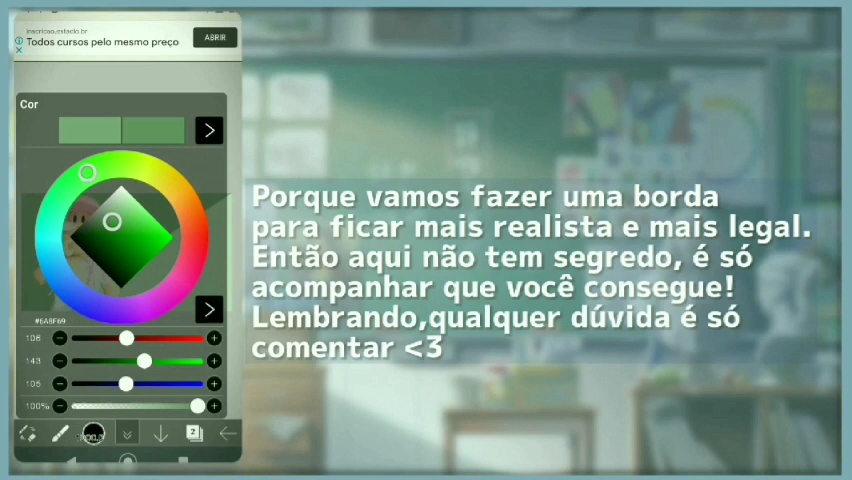 inscricao.estacio.br
Todos cursos pelo mesmo preço
ABRIR
Cor
#6A8F69
106
143
105
100%
2
Porque vamos fazer uma borda
para ficar mais realista e mais legal.
Então aqui não tem segredo, é só
acompanhar que você consegue!
Lembrando,qualquer dúvida é só
comentar <3